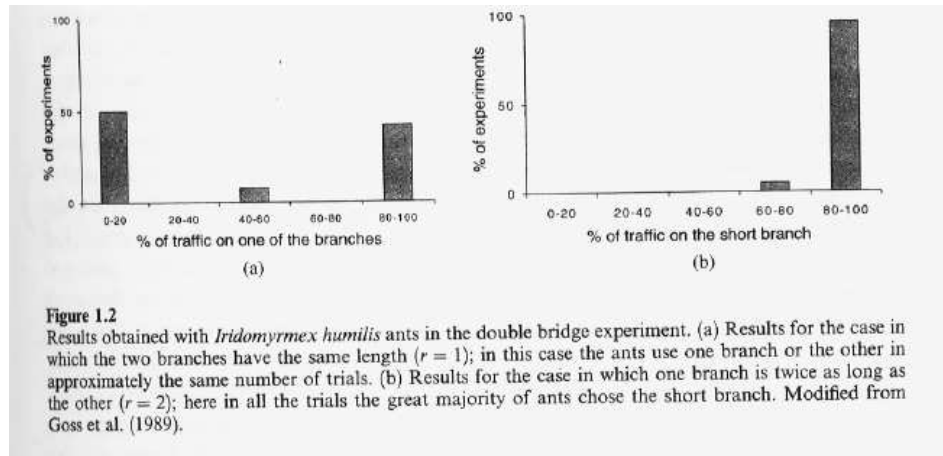 100
50
0
% of experiments
0-20 20-40 40-60 60-80 80-100
% of traffic on one of the branches
(a)
100
50
0
% of experiments
0-20 20-40 40-60 60-80 80-100
% of traffic on the short branch
(b)
Figure 1.2
Results obtained with Iridomyrmex humilis ants in the double bridge experiment. (a) Results for the case in
which the two branches have the same length (r = 1); in this case the ants use one branch or the other in
approximately the same number of trials. (b) Results for the case in which one branch is twice as long as
the other (r = 2); here in all the trials the great majority of ants chose the short branch. Modified from
Goss et al. (1989).